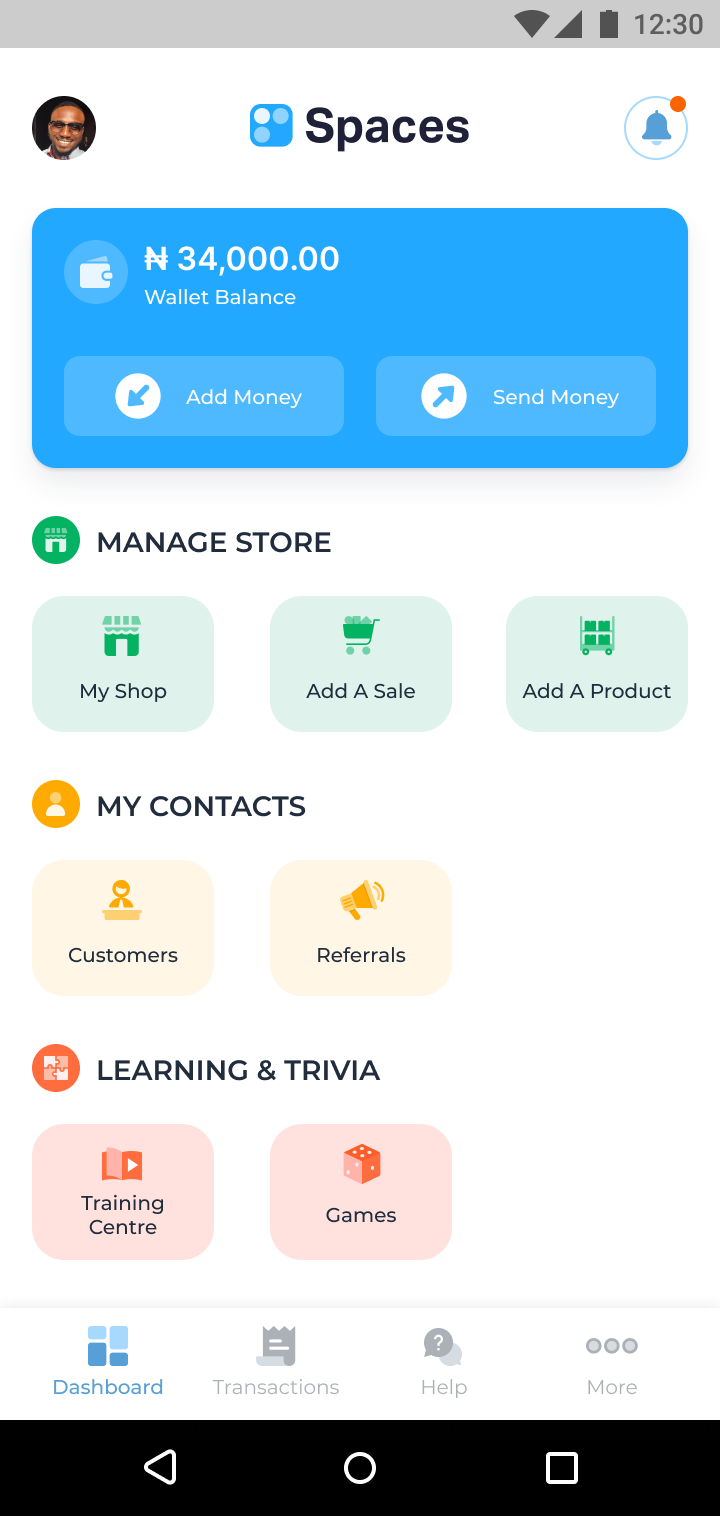 12:30
Spaces
₦ 34,000.00
Wallet Balance
Add Money
Send Money
MANAGE STORE
My Shop
Add A Sale
Add A Product
MY CONTACTS
Customers
Referrals
LEARNING & TRIVIA
Training
Centre
Games
?
Dashboard
Transactions
Help
More